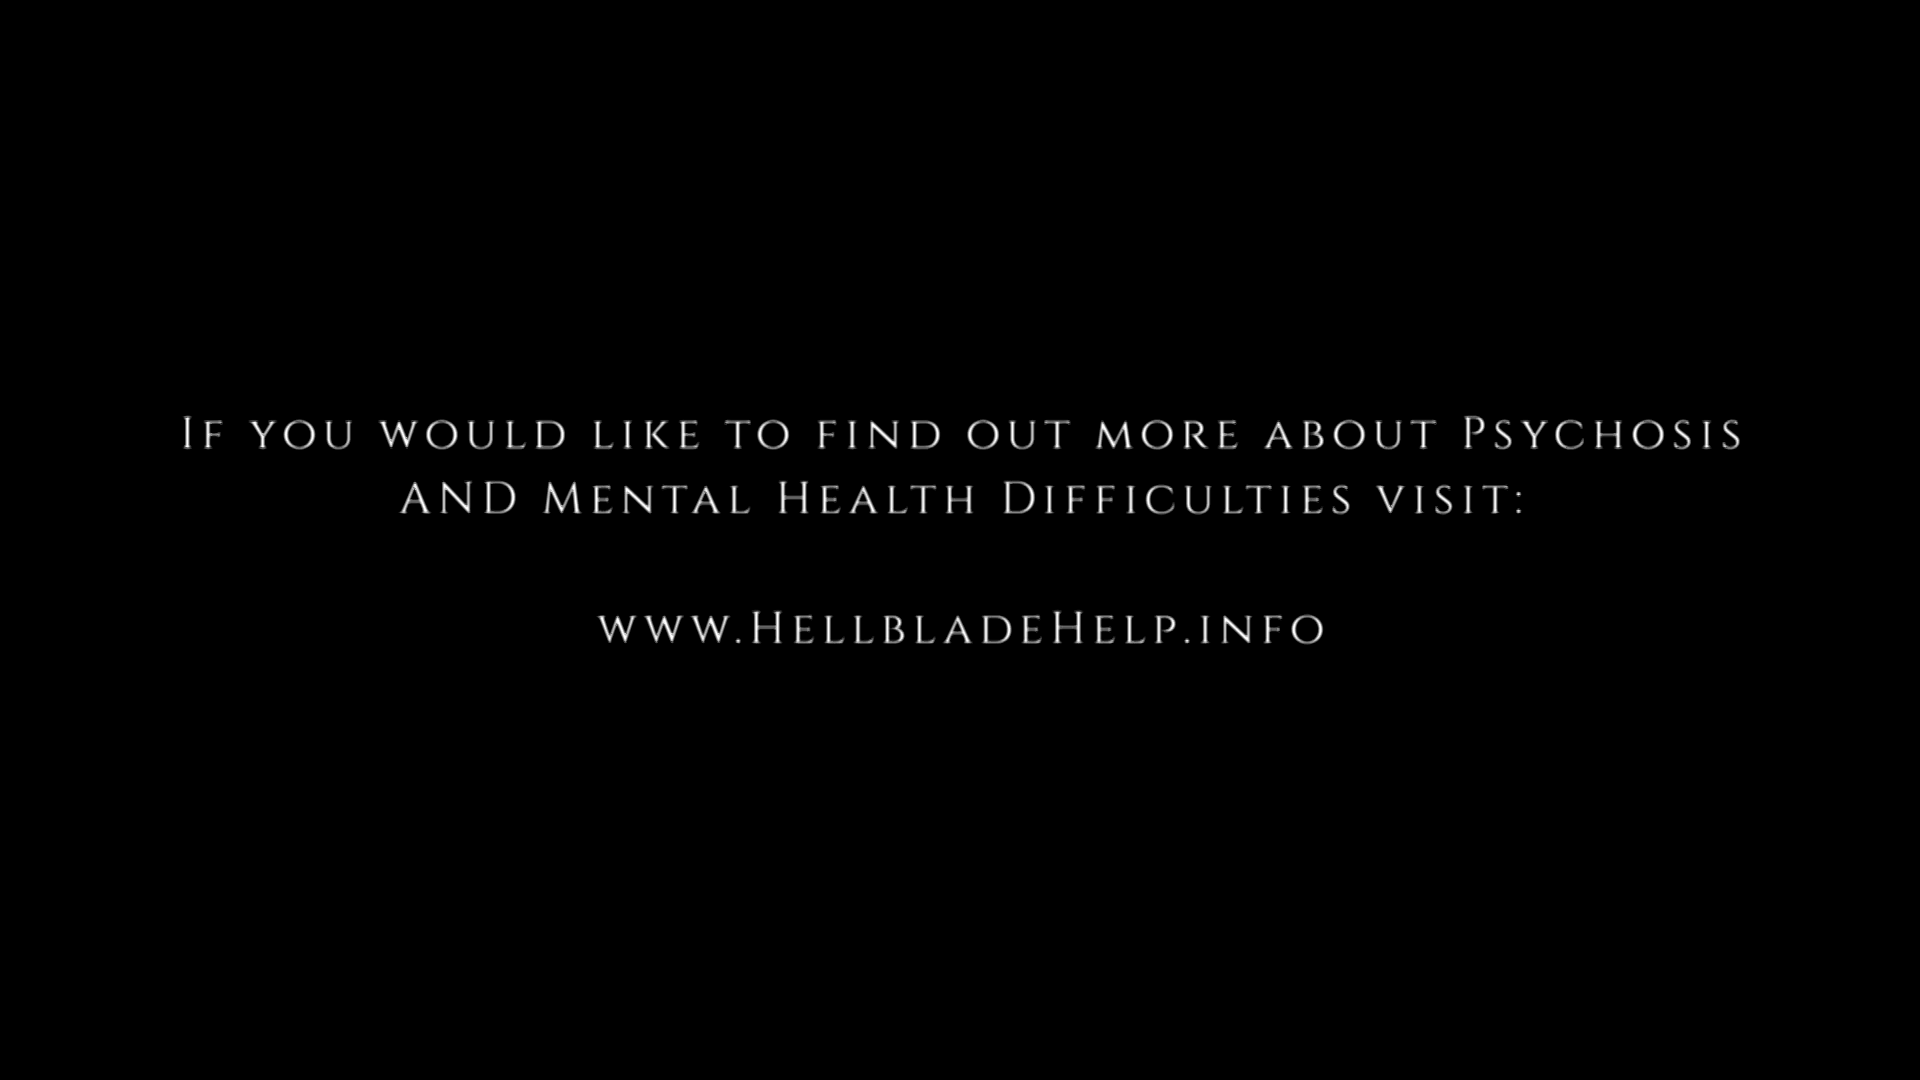 If you would like to find out more about Psychosis
and Mental Health Difficulties visit:
www.HellbladeHelp.info